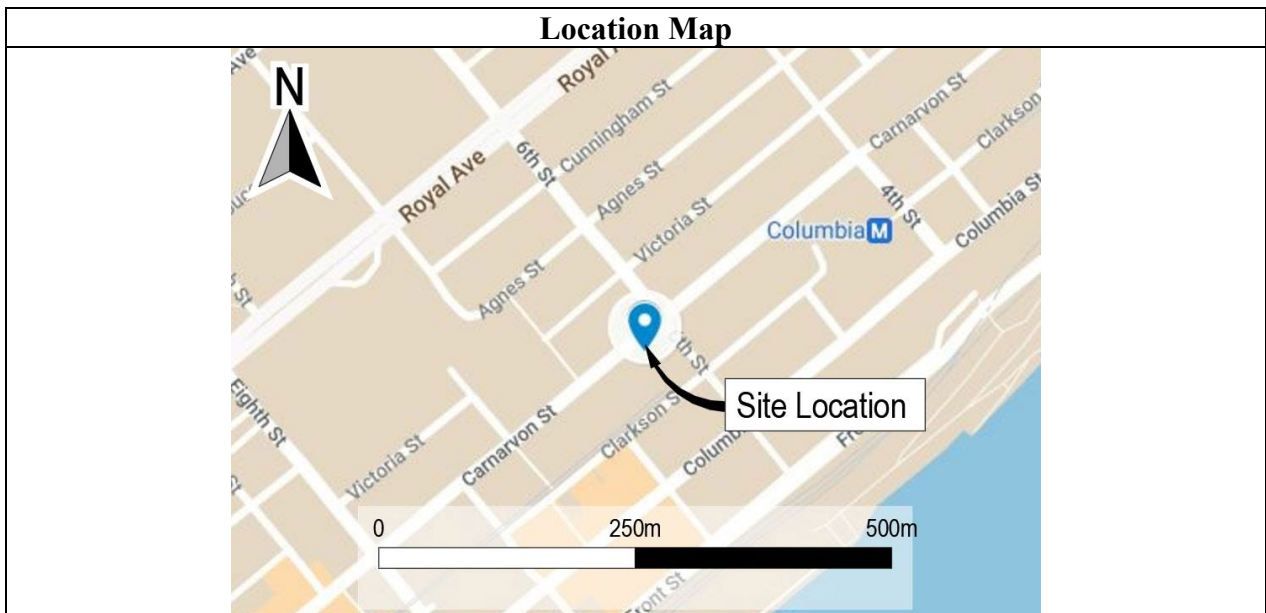 Location Map
Ave
N
Royal
Royal Ave
6th St
Cunningham St
Agnes St
Victoria St
Carnarvon St
Clarkson
4th St
Columbia St
Columbia M
Agnes St
th St
Site Location
Eighth St
Victoria St
Carnarvon St
Clarkson S
Columb
Front St
0
250m
500m